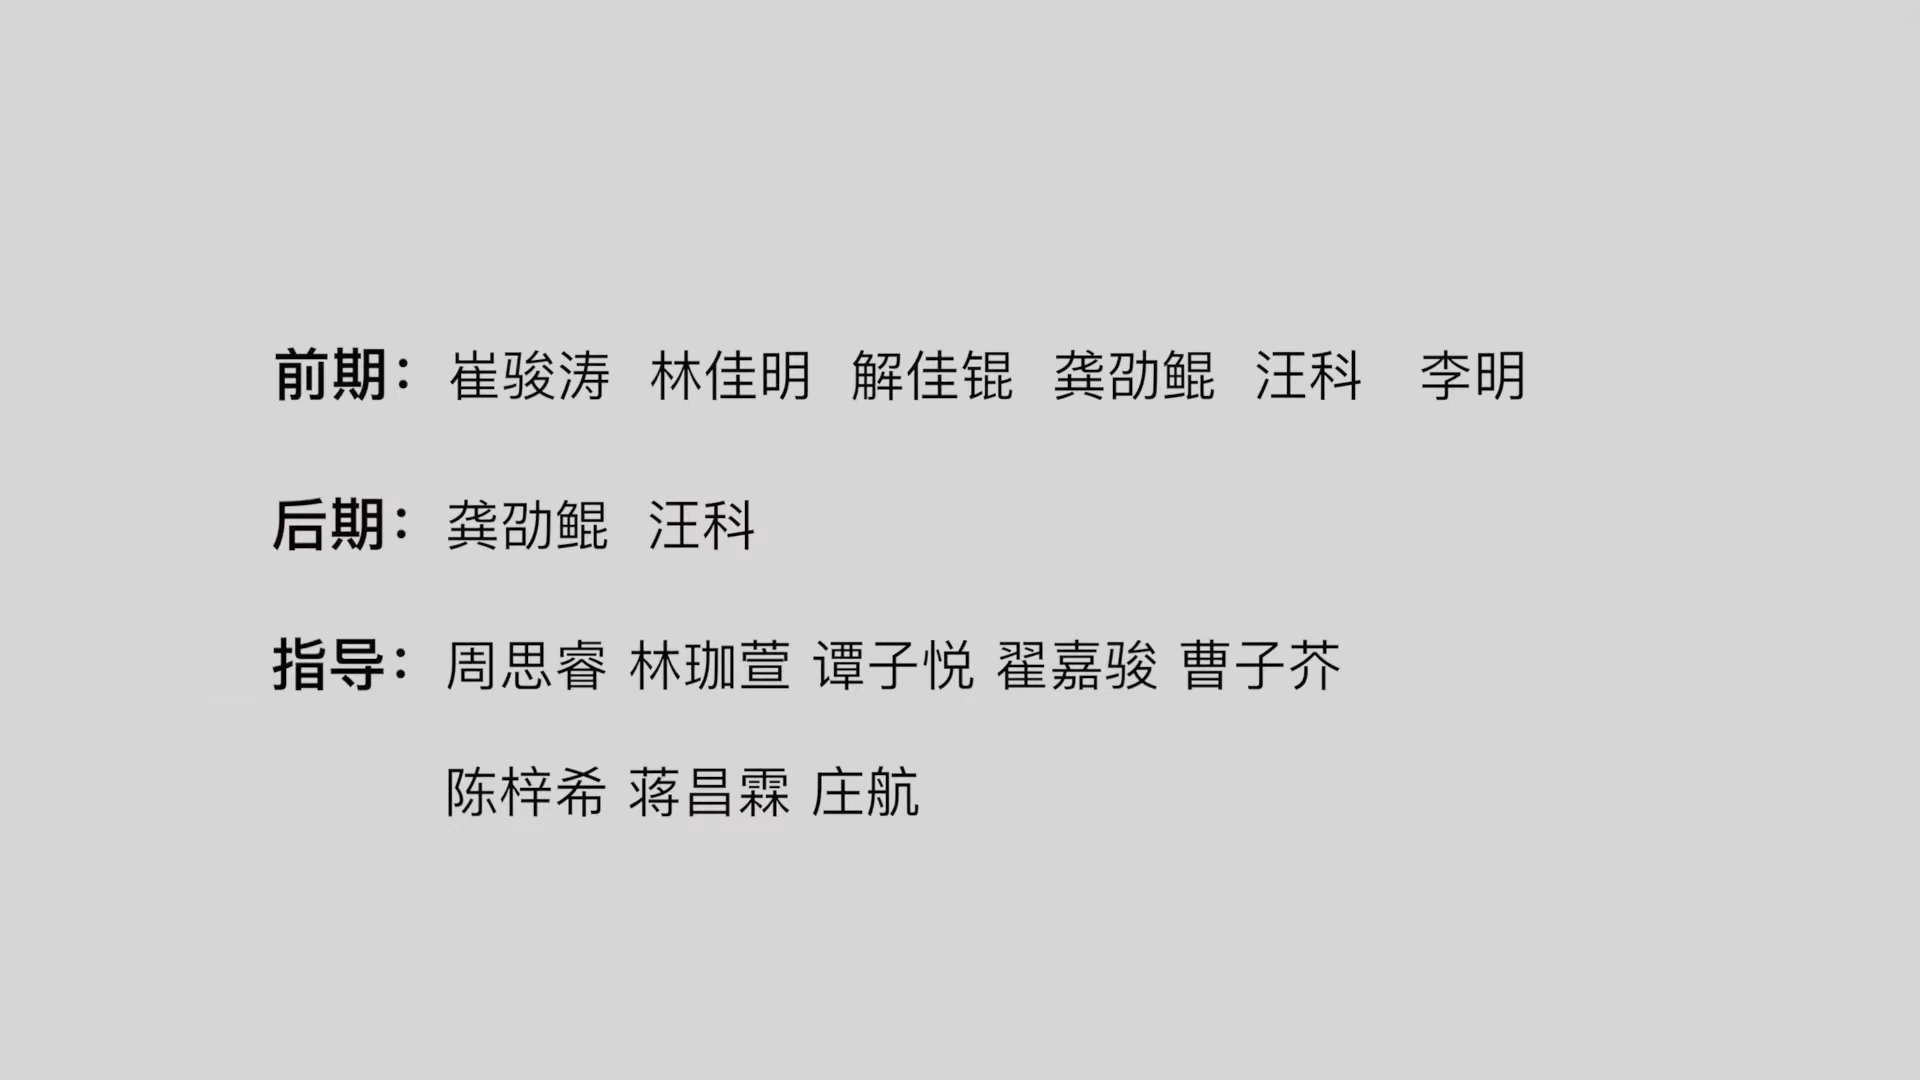 前期：崔骏涛 林佳明 解佳锟 龚劭鲲 汪科 李明
后期：龚劭鲲 汪科
指导：周思睿 林珈萱 谭子悦 翟嘉骏 曹子芥
陈梓希 蒋昌霖 庄航